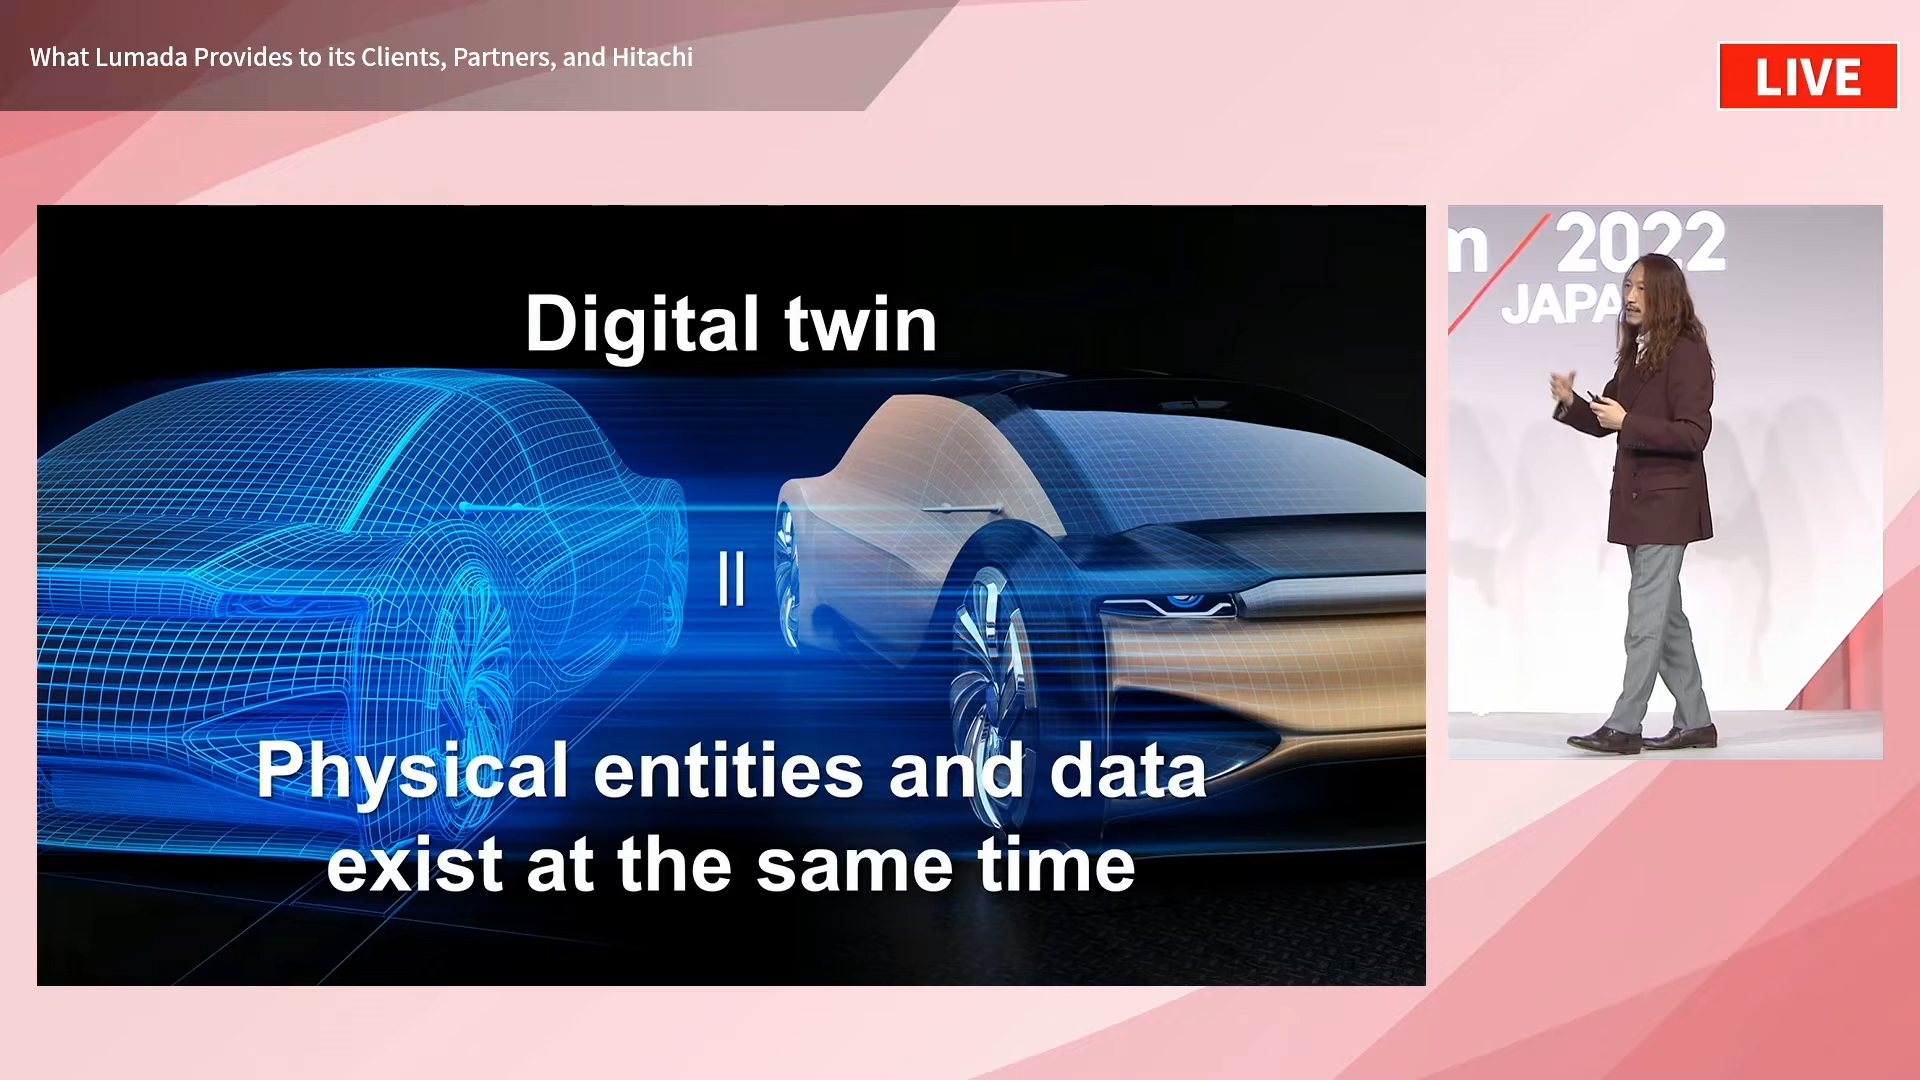 What Lumada Provides to its Clients, Partners, and Hitachi
LIVE
Digital twin
||
Physical entities and data
exist at the same time
m / 2022
JAPA